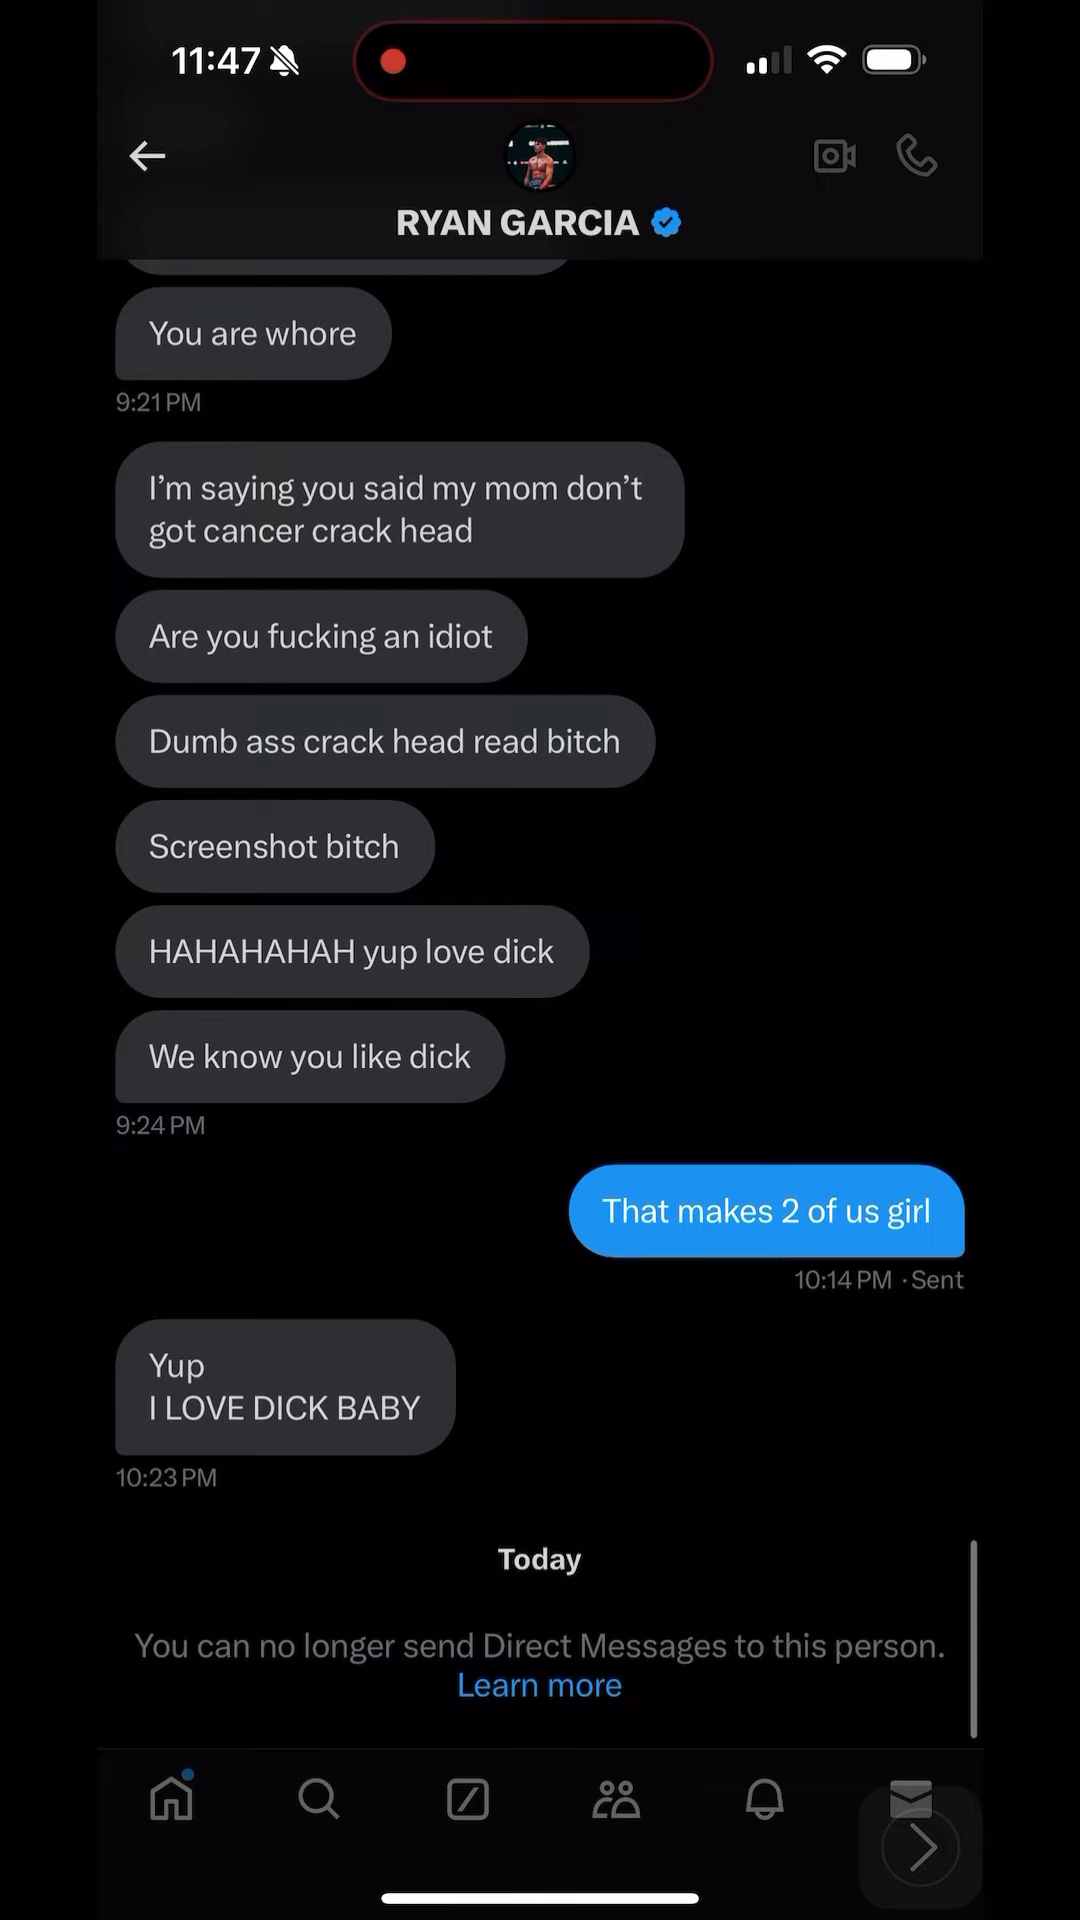 11:47
RYAN GARCIA
You are whore
9:21 PM
I’m saying you said my mom don’t
got cancer crack head
Are you fucking an idiot
Dumb ass crack head read bitch
Screenshot bitch
HAHAHAHAH yup love dick
We know you like dick
9:24 PM
That makes 2 of us girl
10:14 PM · Sent
Yup
I LOVE DICK BABY
10:23 PM
Today
You can no longer send Direct Messages to this person.
Learn more